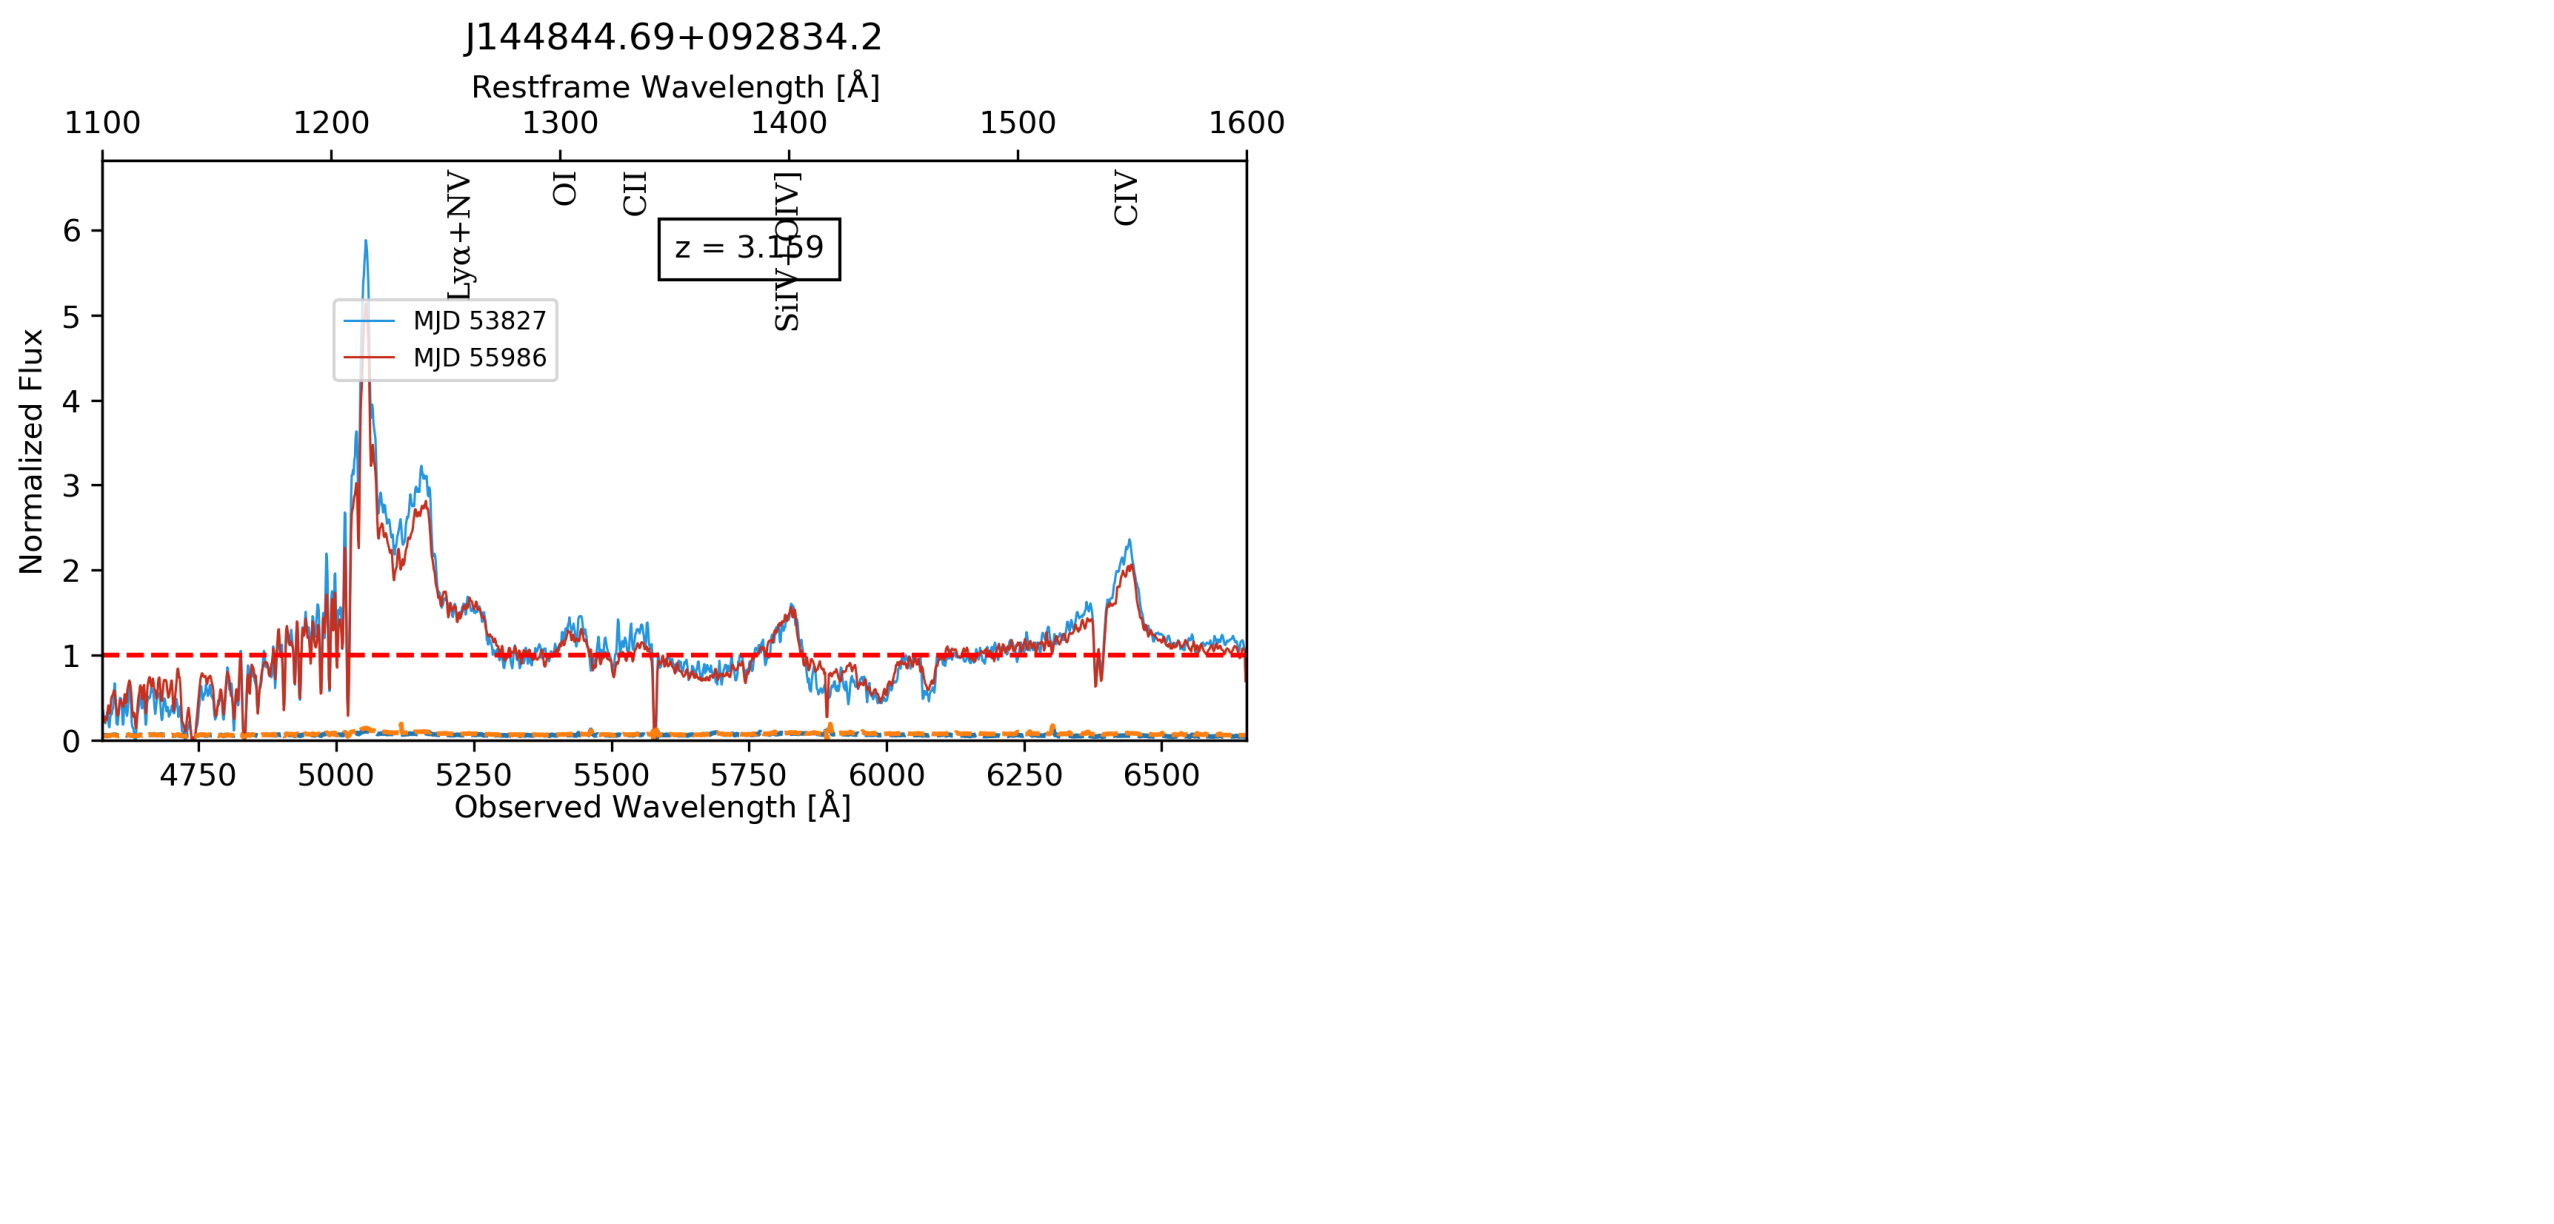 J144844.69+092834.2
Restframe Wavelength [Å]
1100 1200 1300 1400 1500 1600
Lyα+NV
OI
CII
SiIV+OIV]
CIV
z = 3.159
MJD 53827
MJD 55986
Normalized Flux
6
5
4
3
2
1
0
4750 5000 5250 5500 5750 6000 6250 6500
Observed Wavelength [Å]